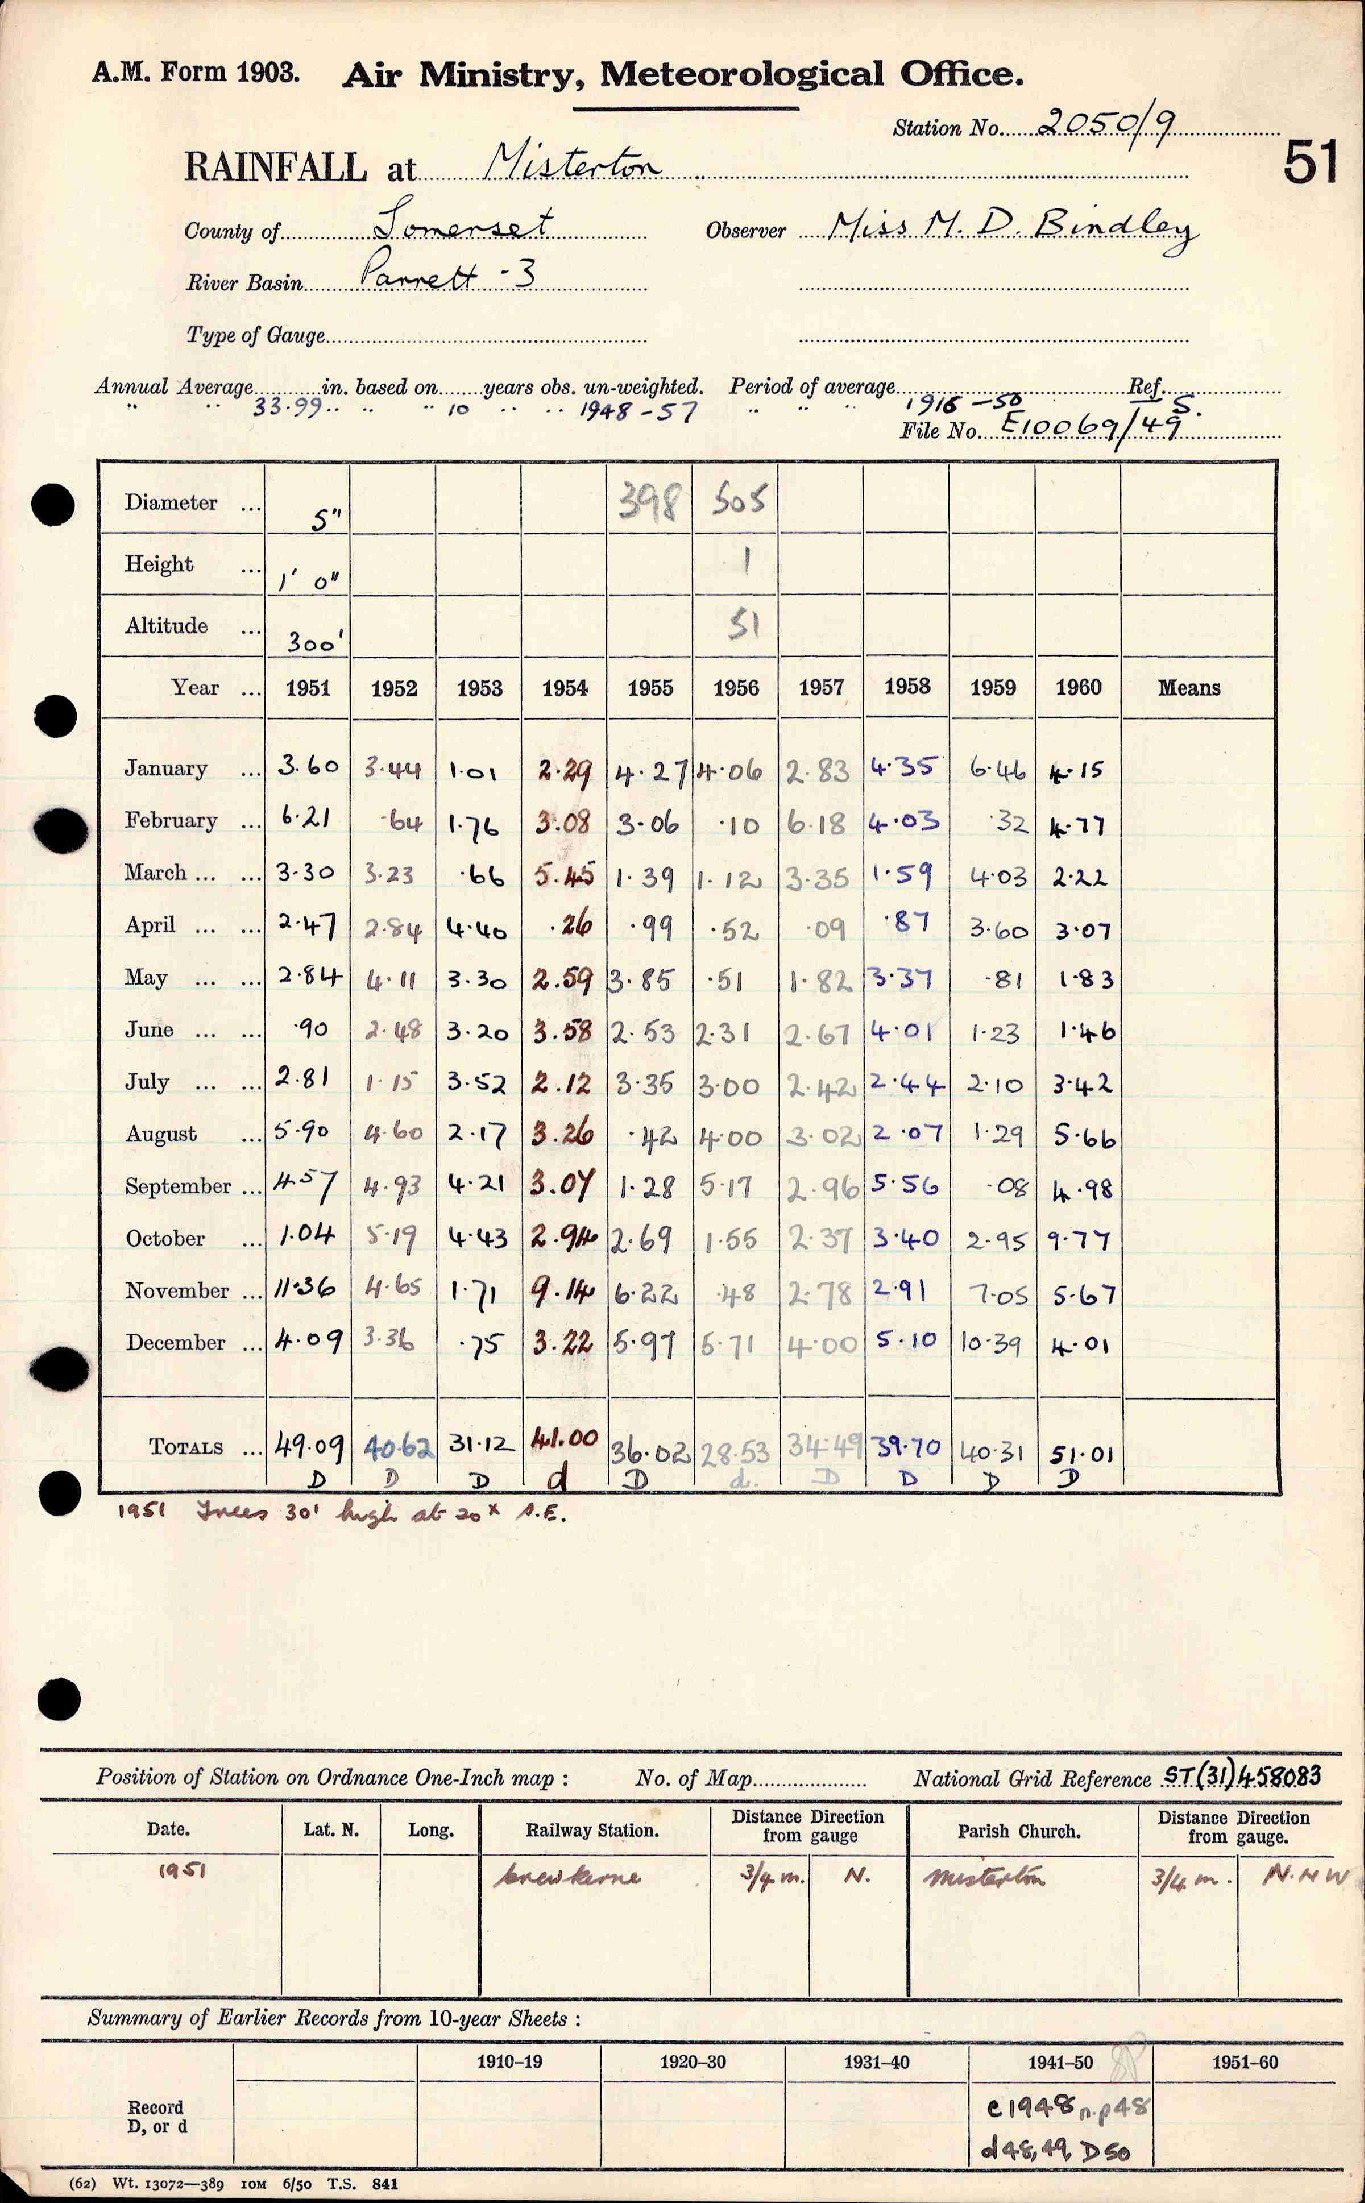 A.M. Form 1903. Air Ministry, Meteorological Office.
Station No. 2050/9
51
RAINFALL at Misterton
County of Somerset Observer Miss M. D. Bindley
River Basin Parrett -3
Type of Gauge
Annual Average in. based on years obs. un-weighted. Period of average Ref.
" " 33.99 " " " 10 " " " 1948-57 " " " 1916-50 S.
File No. E10069/49
Diameter ... 5" 398 505
Height ... 1' 0" 1
Altitude ... 300' 51
Year ... 1951 1952 1953 1954 1955 1956 1957 1958 1959 1960 Means
January ... 3.60 3.44 1.01 2.29 4.27 4.06 2.83 4.35 6.46 4.15
February ... 6.21 .64 1.76 3.08 3.06 .10 6.18 4.03 .32 4.77
March ... ... 3.30 3.23 .66 5.45 1.39 1.12 3.35 1.59 4.03 2.22
April ... ... 2.47 2.84 4.40 .26 .99 .52 .09 .87 3.60 3.07
May ... ... 2.84 4.11 3.30 2.59 3.85 .51 1.82 3.37 .81 1.83
June ... ... .90 2.48 3.20 3.58 2.53 2.31 2.67 4.01 1.23 1.46
July ... ... 2.81 1.15 3.52 2.12 3.35 3.00 2.42 2.44 2.10 3.42
August ... 5.90 4.60 2.17 3.26 .42 4.00 3.02 2.07 1.29 5.66
September ... 4.57 4.93 4.21 3.07 1.28 5.17 2.96 5.56 .08 4.98
October ... 1.04 5.19 4.43 2.94 2.69 1.55 2.37 3.40 2.95 9.77
November ... 11.36 4.65 1.71 9.14 6.22 .48 2.78 2.91 7.05 5.67
December ... 4.09 3.36 .75 3.22 5.97 5.71 4.00 5.10 10.39 4.01
TOTALS ... 49.09 40.62 31.12 41.00 36.02 28.53 34.49 39.70 40.31 51.01
D D D d D d. D D D D
1951 Trees 30' high at 20x S.E.
Position of Station on Ordnance One-Inch map : No. of Map National Grid Reference ST(31)458083
Date. Lat. N. Long. Railway Station. Distance from gauge Direction Parish Church. Distance from gauge. Direction
1951 Crewkerne 3/4 m. N. Misterton 3/4 m. N.N.W
Summary of Earlier Records from 10-year Sheets :
1910–19 1920–30 1931–40 1941–50 1951–60
Record D, or d
c1948 n.p48
d48,49, D50
(62) Wt. 13072—389 10M 6/50 T.S. 841